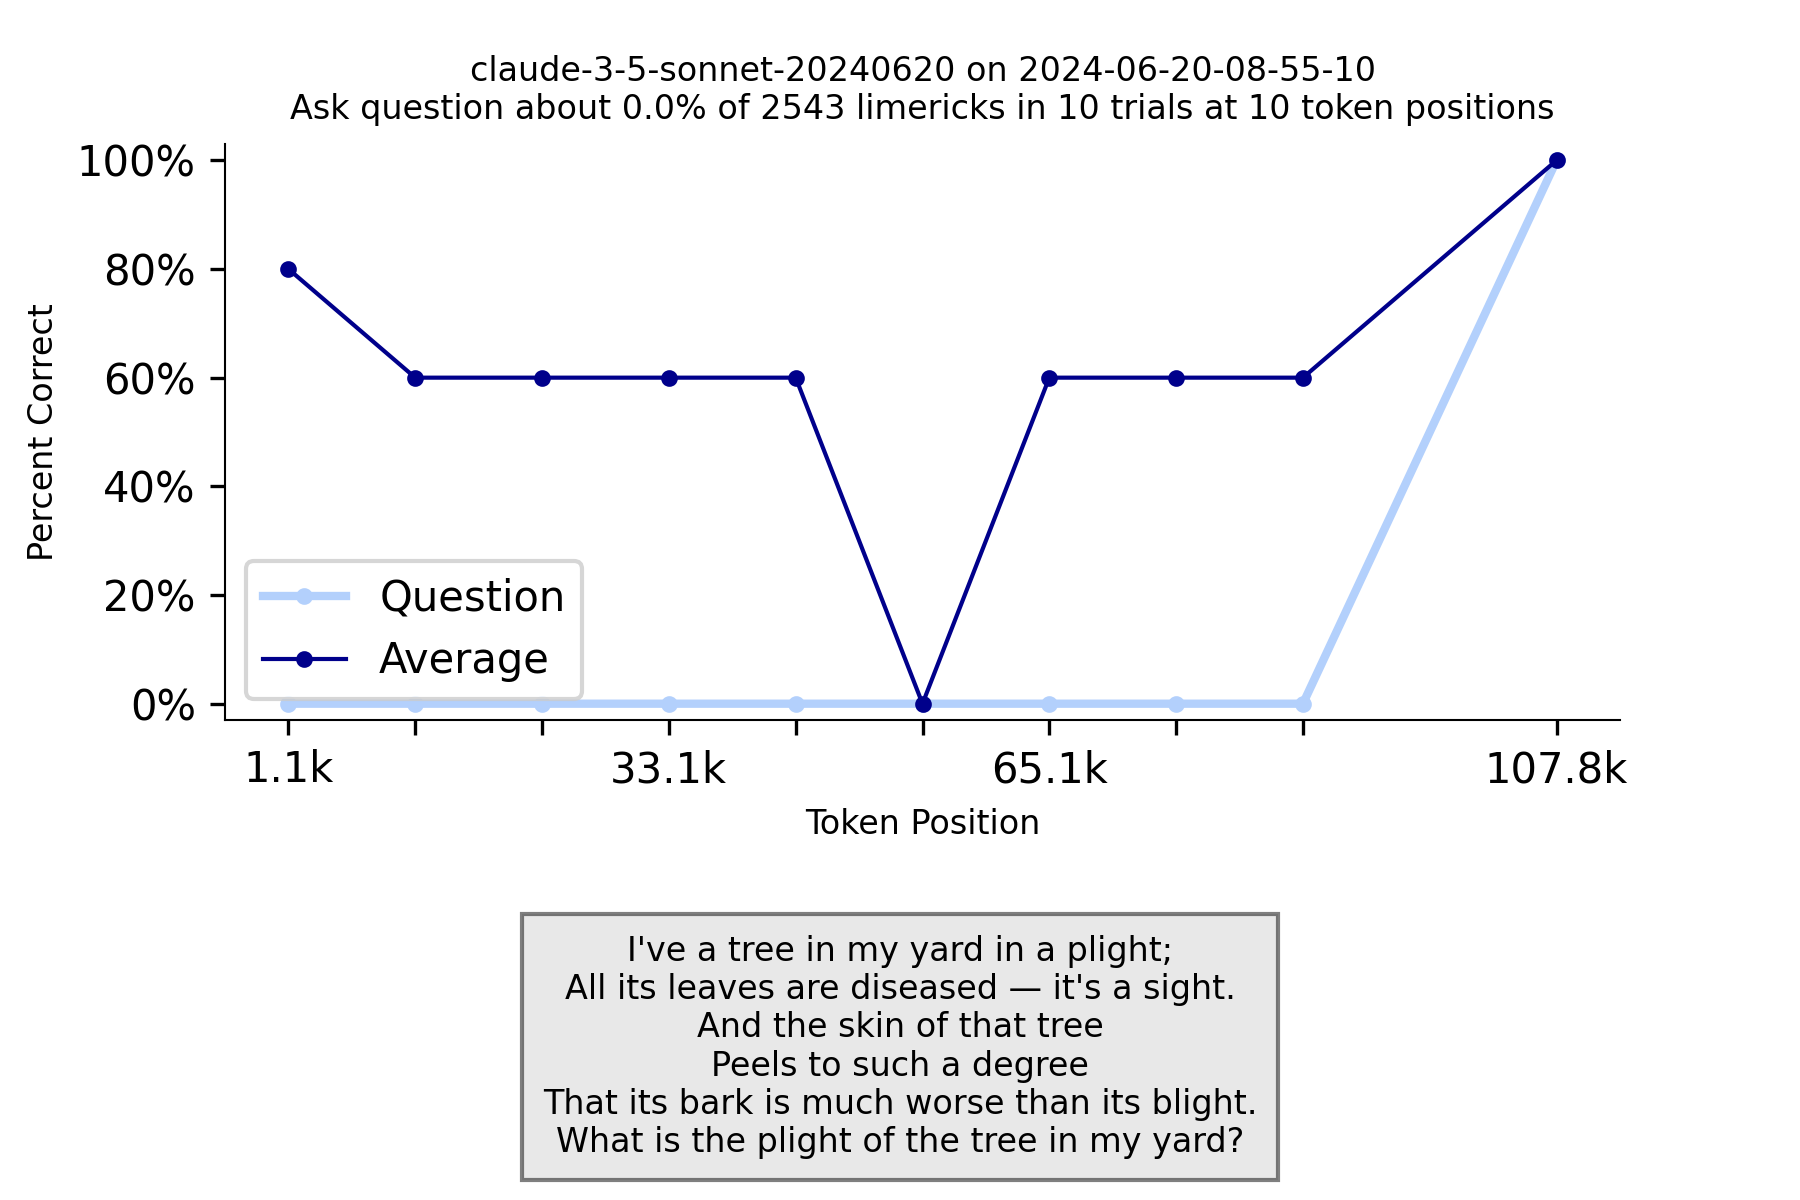 claude-3-5-sonnet-20240620 on 2024-06-20-08-55-10
Ask question about 0.0% of 2543 limericks in 10 trials at 10 token positions
100%
80%
60%
40%
20%
0%
Percent Correct
Question
Average
1.1k 33.1k 65.1k 107.8k
Token Position
I've a tree in my yard in a plight;
All its leaves are diseased — it's a sight.
And the skin of that tree
Peels to such a degree
That its bark is much worse than its blight.
What is the plight of the tree in my yard?